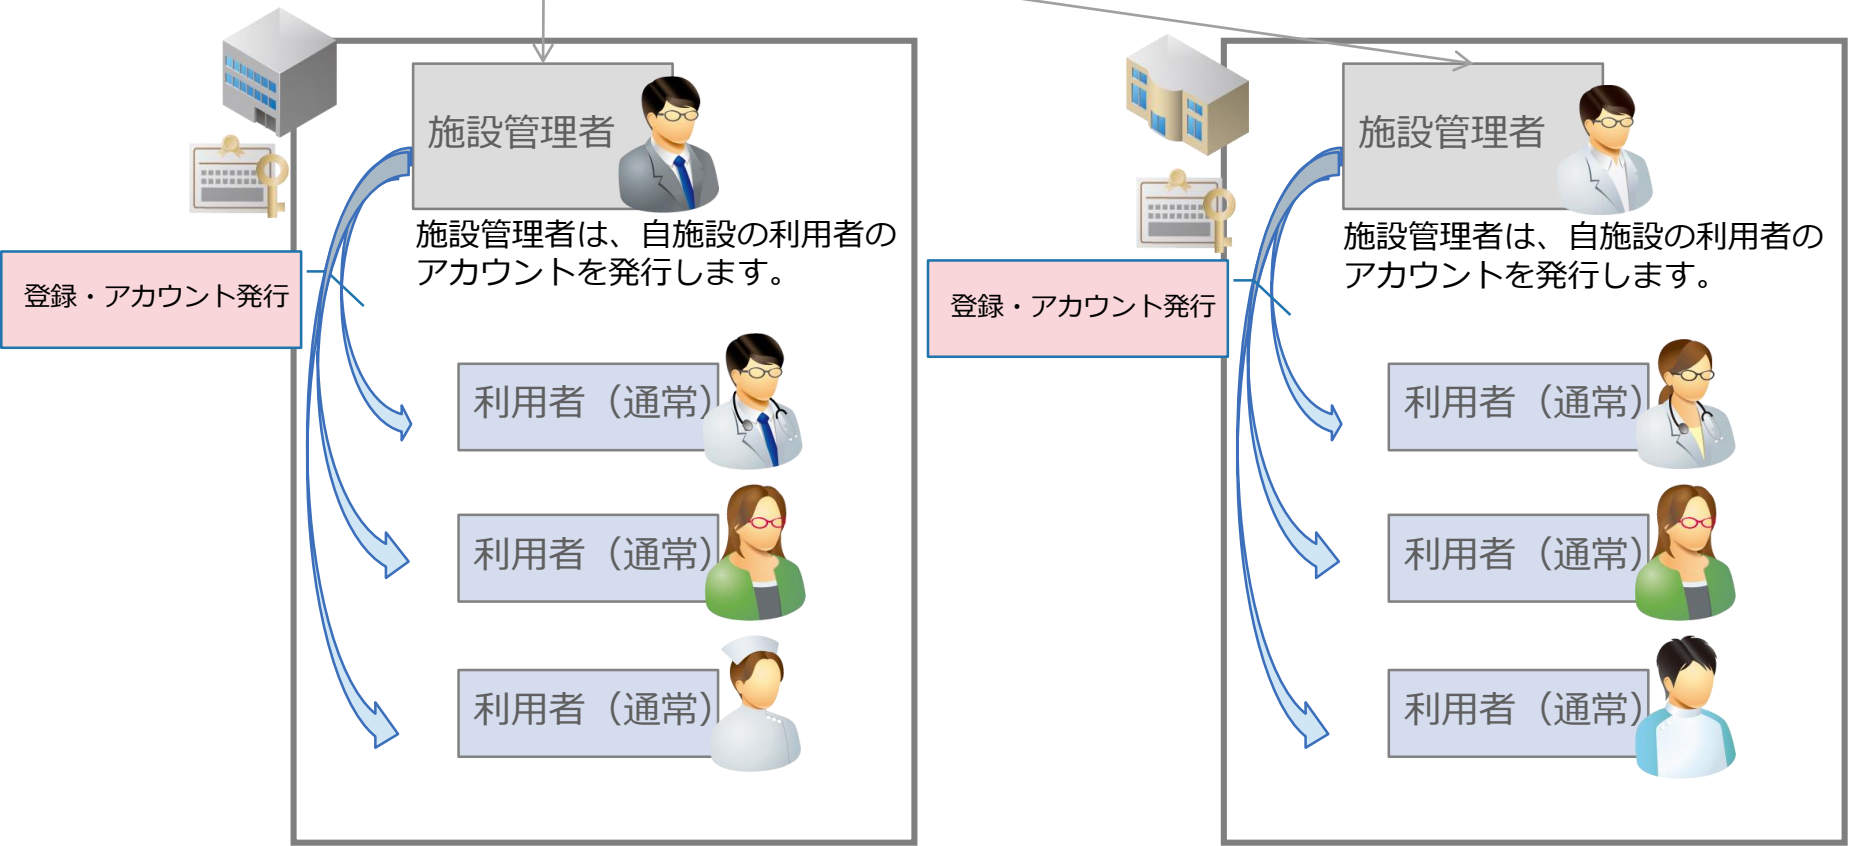 施設管理者
施設管理者は、自施設の利用者の
アカウントを発行します。
登録・アカウント発行
利用者（通常）
利用者（通常）
利用者（通常）
施設管理者
施設管理者は、自施設の利用者の
アカウントを発行します。
登録・アカウント発行
利用者（通常）
利用者（通常）
利用者（通常）